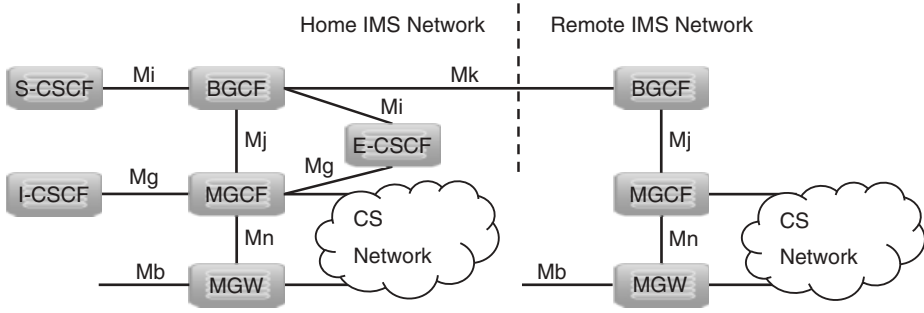 Home IMS Network
Remote IMS Network
S-CSCF
Mi
BGCF
Mk
BGCF
Mi
Mj
E-CSCF
Mj
I-CSCF
Mg
MGCF
Mg
MGCF
CS
Network
CS
Network
Mn
Mn
Mb
MGW
Mb
MGW